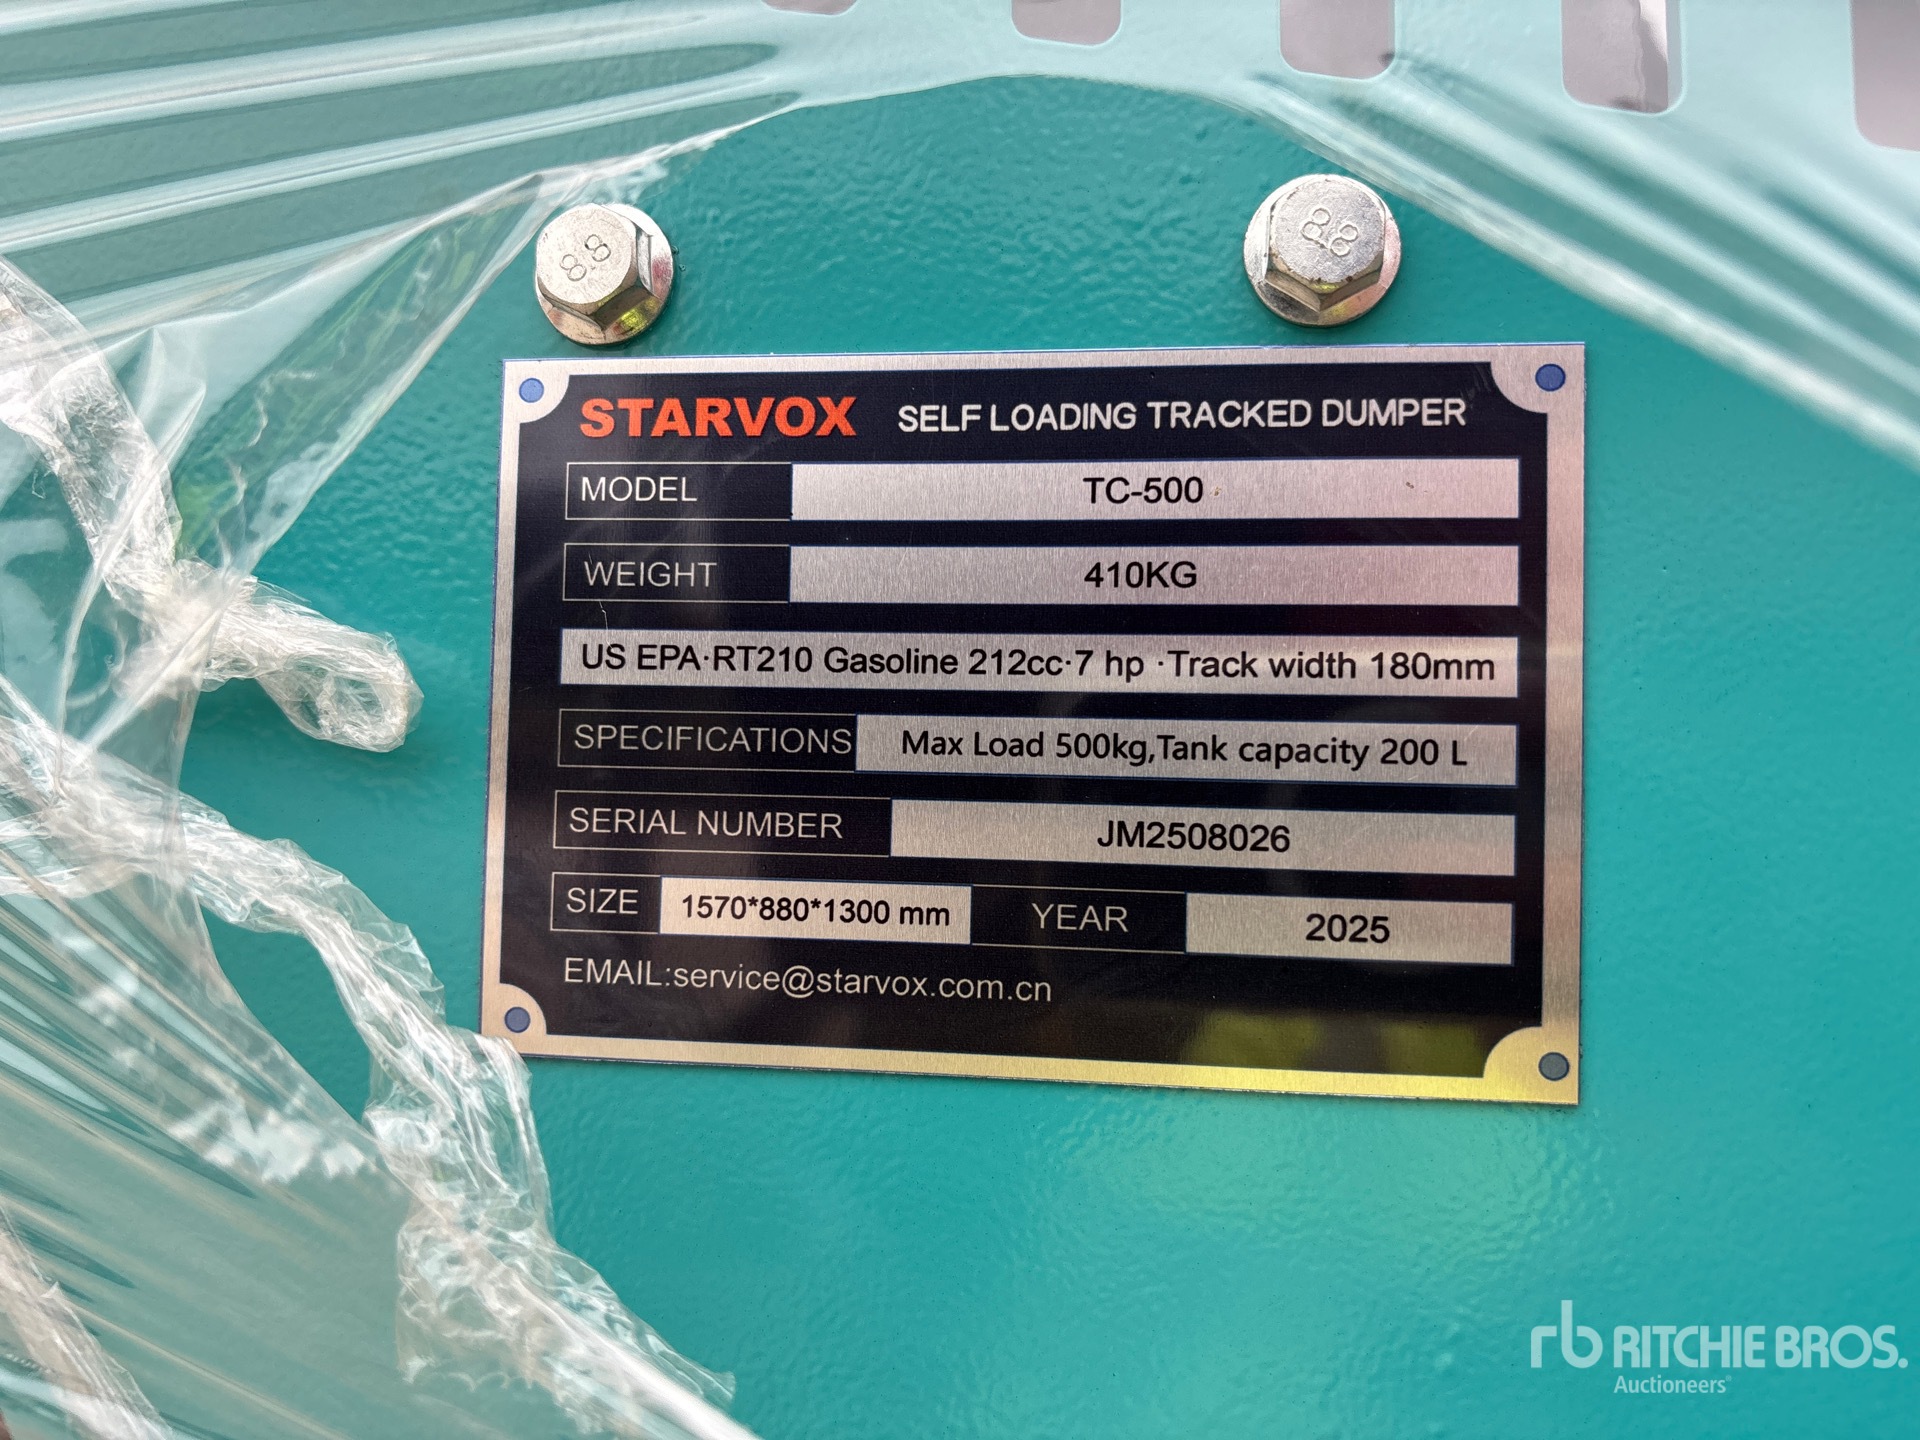 8.8
8.8
STARVOX SELF LOADING TRACKED DUMPER
MODEL TC-500
WEIGHT 410KG
US EPA·RT210 Gasoline 212cc·7 hp ·Track width 180mm
SPECIFICATIONS Max Load 500kg,Tank capacity 200 L
SERIAL NUMBER JM2508026
SIZE 1570*880*1300 mm YEAR 2025
EMAIL:service@starvox.com.cn
rb RITCHIE BROS.
Auctioneers